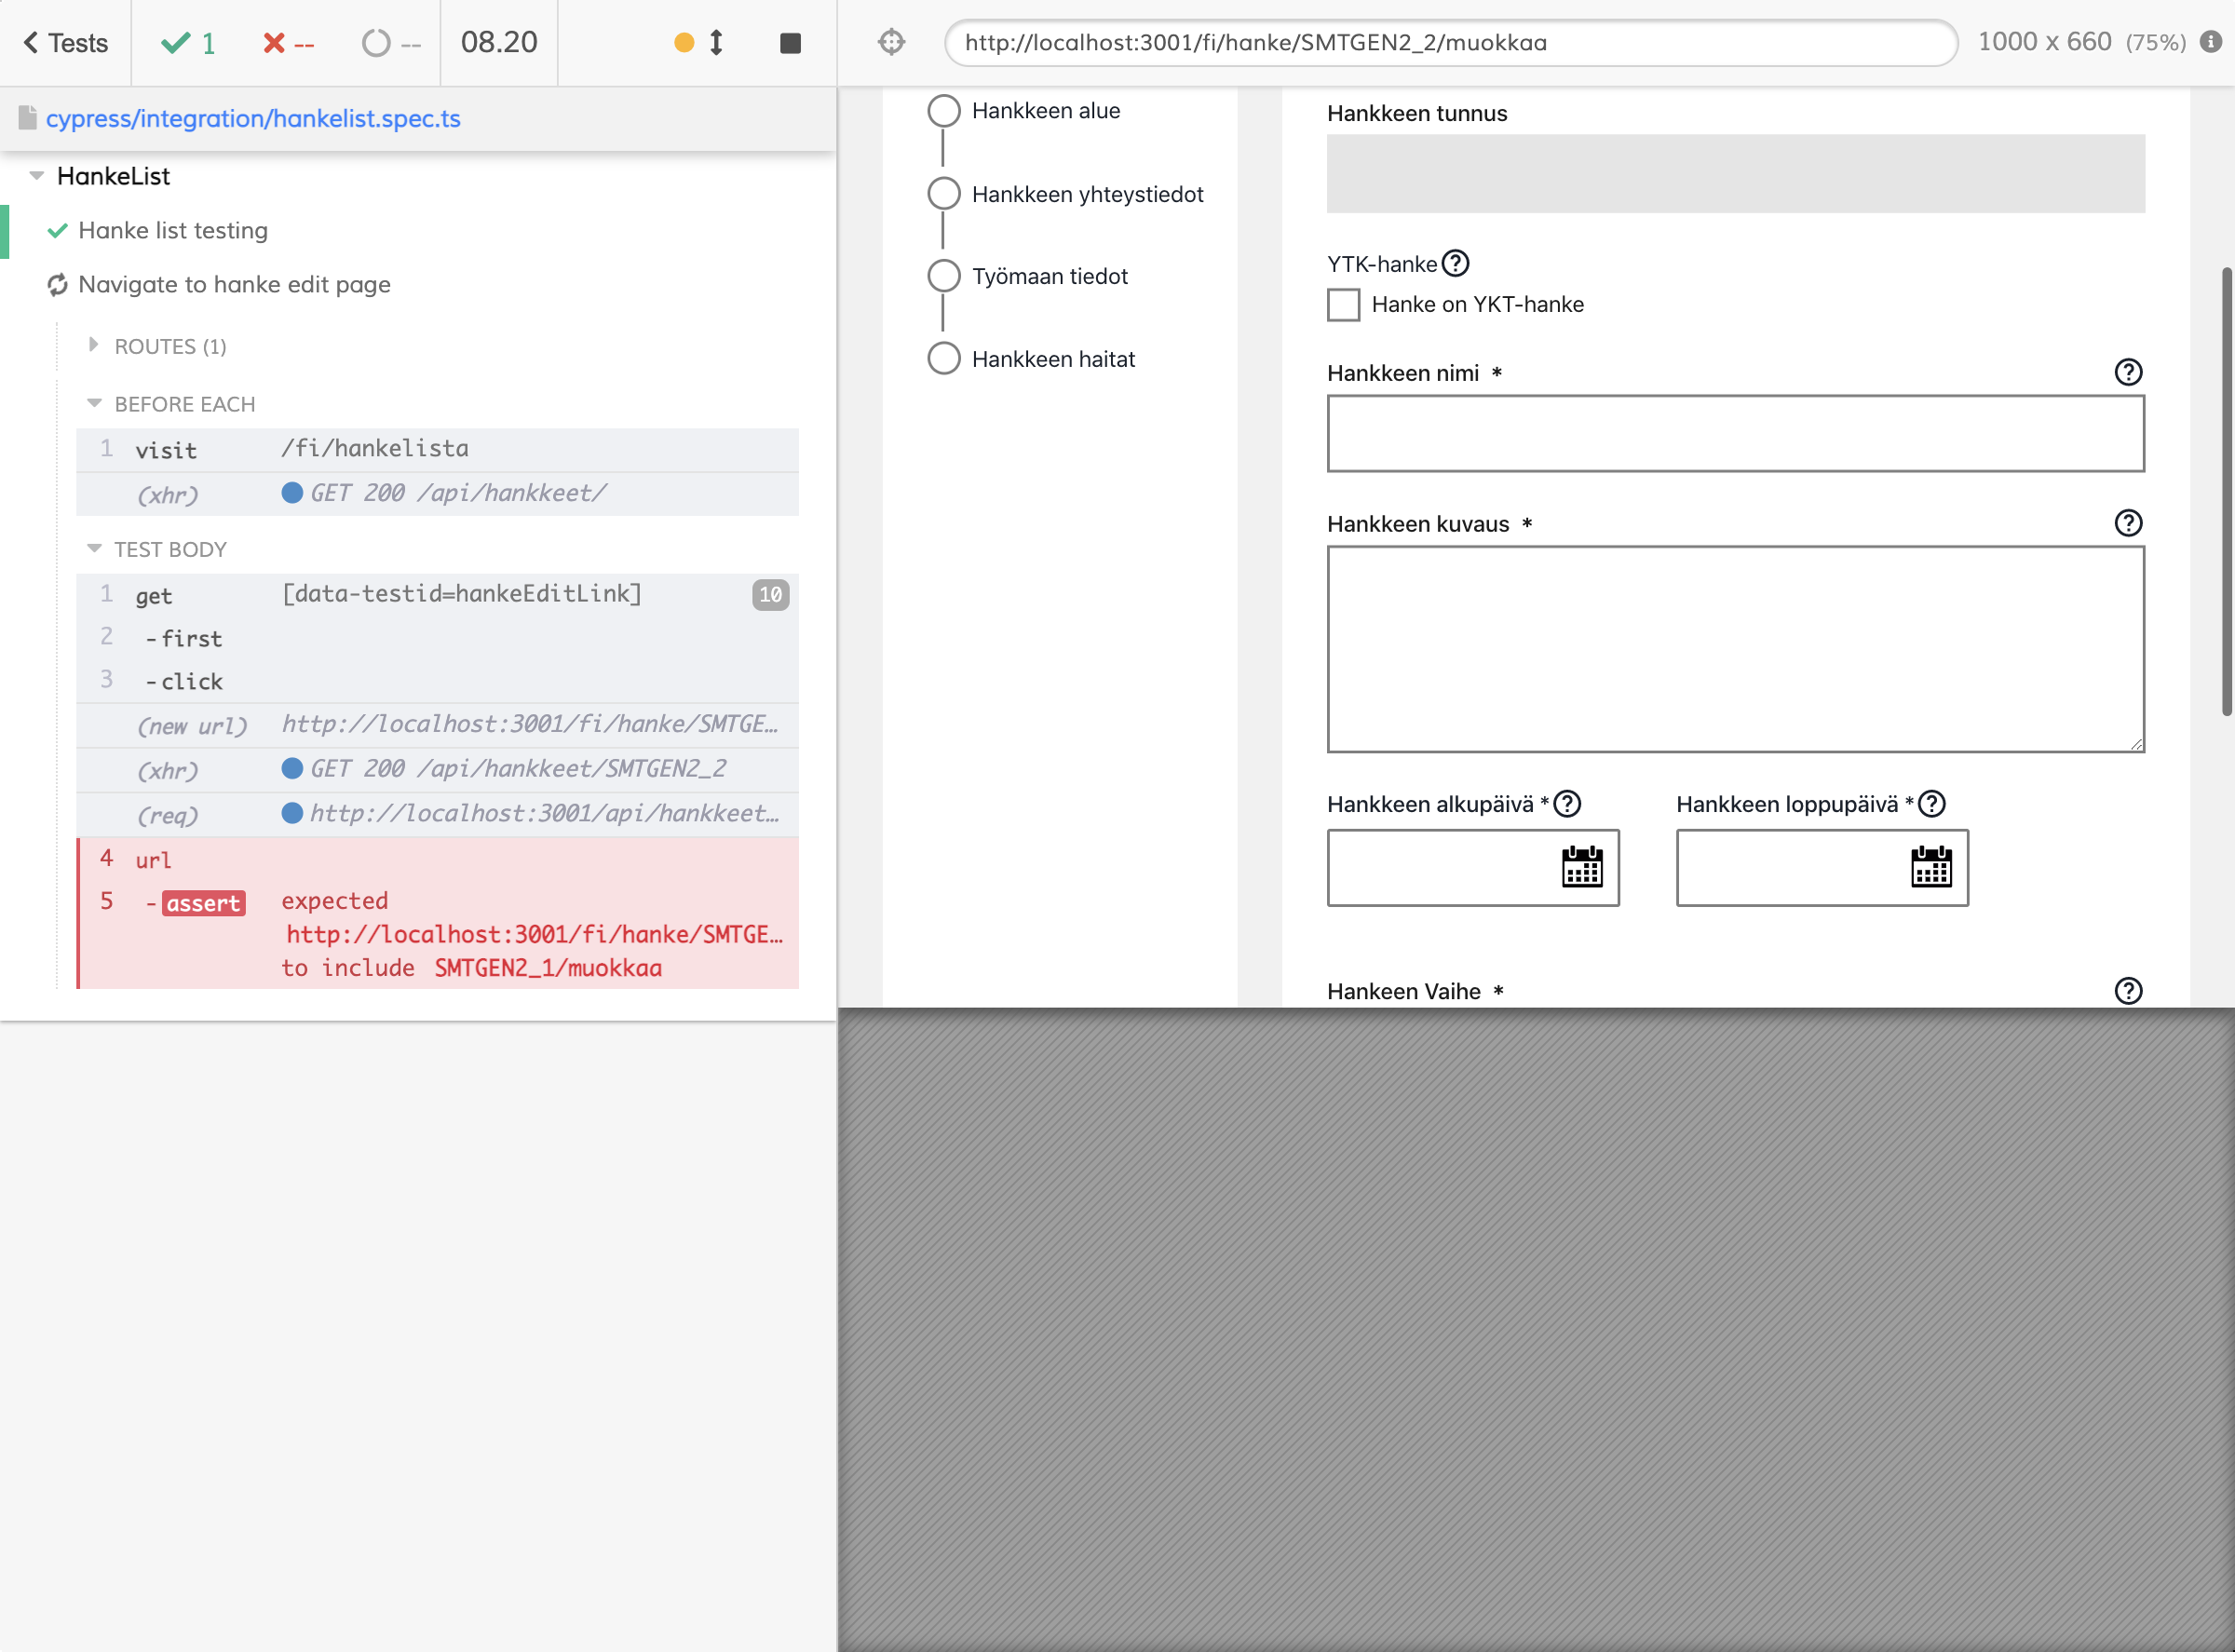 Tests
1
--
--
08.20
http://localhost:3001/fi/hanke/SMTGEN2_2/muokkaa
1000 x 660 (75%)
cypress/integration/hankelist.spec.ts
HankeList
Hanke list testing
Navigate to hanke edit page
ROUTES (1)
BEFORE EACH
1 visit /fi/hankelista
(xhr) GET 200 /api/hankkeet/
TEST BODY
1 get [data-testid=hankeEditLink] 10
2 -first
3 -click
(new url) http://localhost:3001/fi/hanke/SMTGE…
(xhr) GET 200 /api/hankkeet/SMTGEN2_2
(req) http://localhost:3001/api/hankkeet…
4 url
5 -assert expected
http://localhost:3001/fi/hanke/SMTGE…
to include SMTGEN2_1/muokkaa
Hankkeen alue
Hankkeen yhteystiedot
Työmaan tiedot
Hankkeen haitat
Hankkeen tunnus
YTK-hanke ?
Hanke on YKT-hanke
Hankkeen nimi * ?
Hankkeen kuvaus * ?
Hankkeen alkupäivä * ? Hankkeen loppupäivä * ?
Hankeen Vaihe * ?